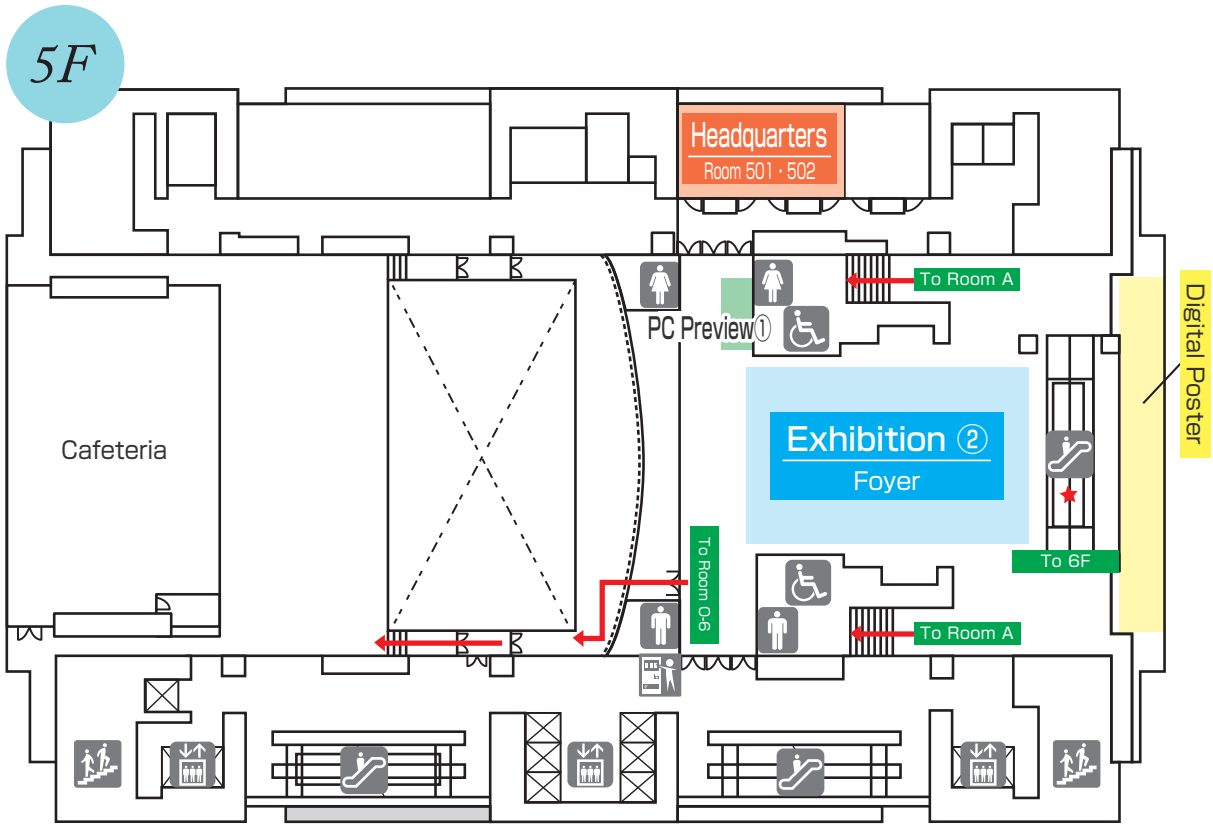 5F
Headquarters
Room 501・502
To Room A
PC Preview①
Digital Poster
Cafeteria
Exhibition ②
Foyer
To Room O-6
To 6F
To Room A